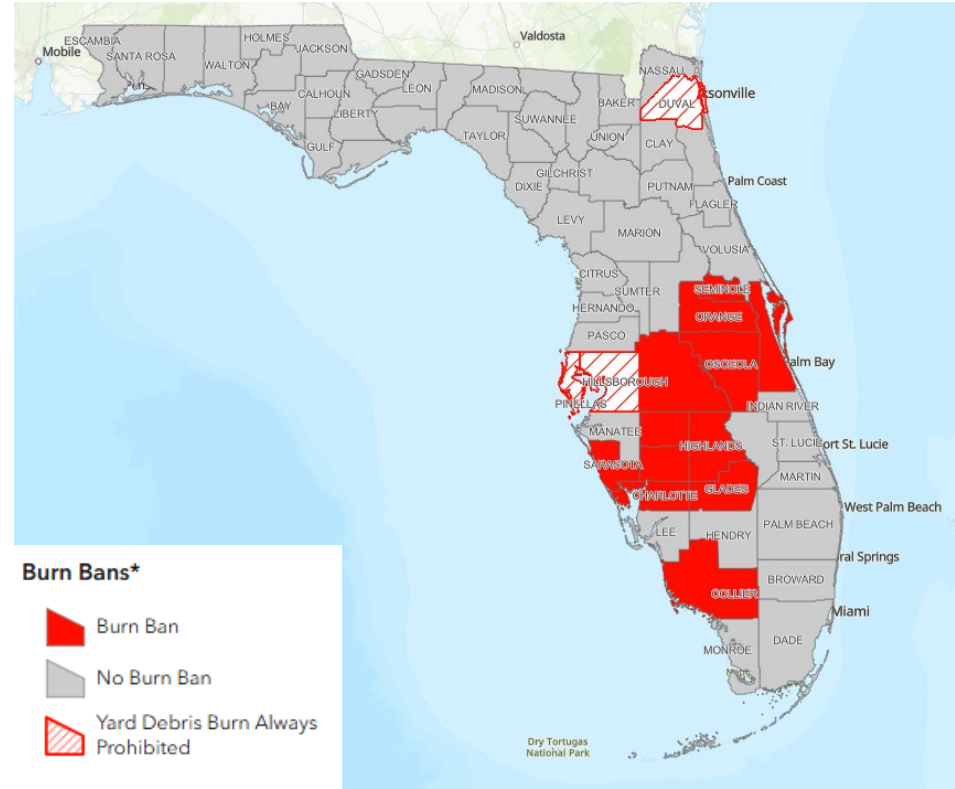 Valdosta
HOLMES
ESCAMBIA
Mobile
JACKSON
SANTA ROSA
WALTON
GADSDEN
NASSAU
CALHOUN
LEON
MADISON
ksonville
BAY
LIBERTY
BAKER
DUVAL
SUWANNEE
TAYLOR
UNION
CLAY
GULF
GILCHRIST
DIXIE
PUTNAM
Palm Coast
FLAGLER
LEVY
MARION
VOLUSIA
CITRUS
SUMTER
SEMINOLE
HERNANDO
ORANGE
PASCO
OSCEOLA
alm Bay
HILLSBOROUGH
PINELLAS
INDIAN RIVER
MANATEE
HIGHLANDS
ST. LUCIE
ort St. Lucie
SARASOTA
MARTIN
CHARLOTTE
GLADES
West Palm Beach
PALM BEACH
LEE
HENDRY
ral Springs
BROWARD
COLLIER
Miami
DADE
MONROE
Dry Tortugas
National Park
Burn Bans*
Burn Ban
No Burn Ban
Yard Debris Burn Always
Prohibited